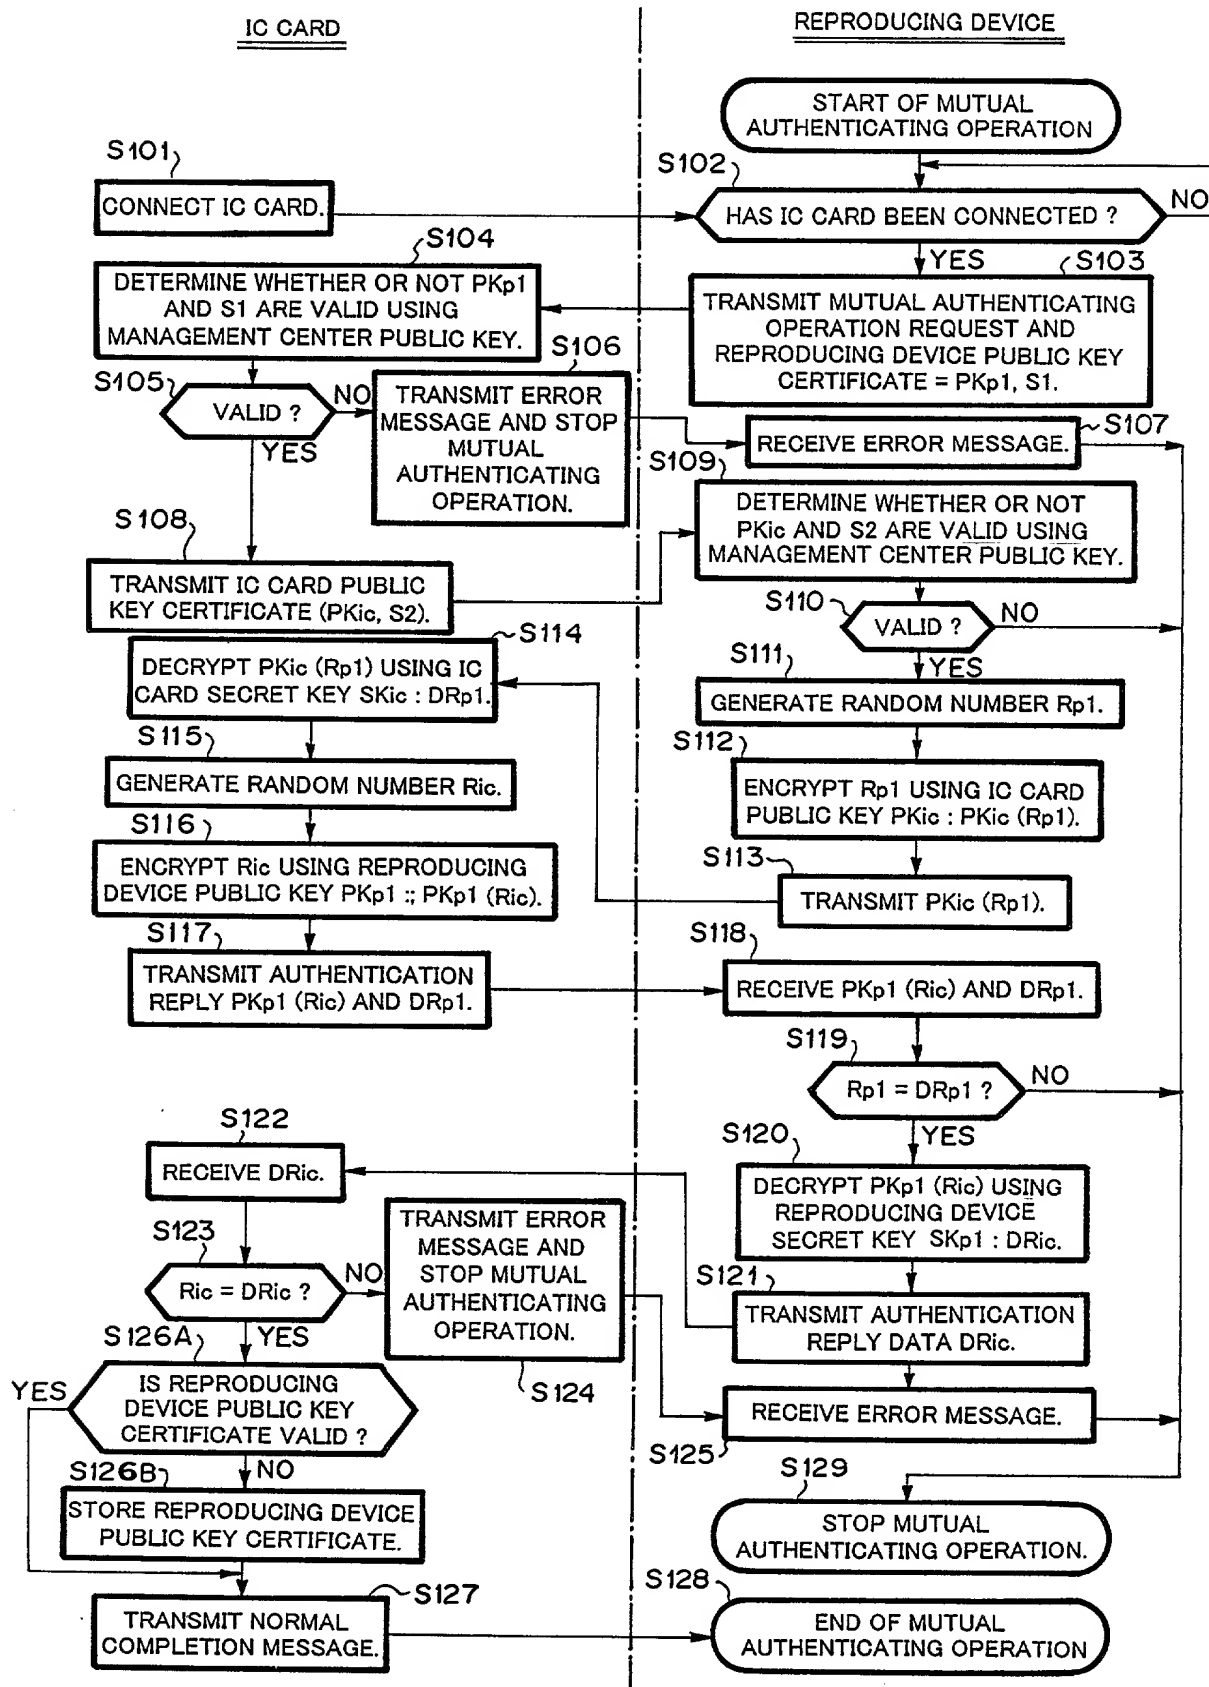 IC CARD
REPRODUCING DEVICE
START OF MUTUAL
AUTHENTICATING OPERATION
S101
CONNECT IC CARD.
S102
HAS IC CARD BEEN CONNECTED ?
NO
YES
S103
TRANSMIT MUTUAL AUTHENTICATING
OPERATION REQUEST AND
REPRODUCING DEVICE PUBLIC KEY
CERTIFICATE = PKp1, S1.
S104
DETERMINE WHETHER OR NOT PKp1
AND S1 ARE VALID USING
MANAGEMENT CENTER PUBLIC KEY.
S105
VALID ?
NO
YES
S106
TRANSMIT ERROR
MESSAGE AND STOP
MUTUAL
AUTHENTICATING
OPERATION.
S107
RECEIVE ERROR MESSAGE.
S108
TRANSMIT IC CARD PUBLIC
KEY CERTIFICATE (PKic, S2).
S109
DETERMINE WHETHER OR NOT
PKic AND S2 ARE VALID USING
MANAGEMENT CENTER PUBLIC KEY.
S110
VALID ?
NO
YES
S111
GENERATE RANDOM NUMBER Rp1.
S112
ENCRYPT Rp1 USING IC CARD
PUBLIC KEY PKic : PKic (Rp1).
S113
TRANSMIT PKic (Rp1).
S114
DECRYPT PKic (Rp1) USING IC
CARD SECRET KEY SKic : DRp1.
S115
GENERATE RANDOM NUMBER Ric.
S116
ENCRYPT Ric USING REPRODUCING
DEVICE PUBLIC KEY PKp1 :; PKp1 (Ric).
S117
TRANSMIT AUTHENTICATION
REPLY PKp1 (Ric) AND DRp1.
S118
RECEIVE PKp1 (Ric) AND DRp1.
S119
Rp1 = DRp1 ?
NO
YES
S120
DECRYPT PKp1 (Ric) USING
REPRODUCING DEVICE
SECRET KEY SKp1 : DRic.
S121
TRANSMIT AUTHENTICATION
REPLY DATA DRic.
S122
RECEIVE DRic.
S123
Ric = DRic ?
NO
YES
TRANSMIT ERROR
MESSAGE AND
STOP MUTUAL
AUTHENTICATING
OPERATION.
S124
RECEIVE ERROR MESSAGE.
S125
S126A
YES
IS REPRODUCING
DEVICE PUBLIC KEY
CERTIFICATE VALID ?
NO
S126B
STORE REPRODUCING DEVICE
PUBLIC KEY CERTIFICATE.
S127
TRANSMIT NORMAL
COMPLETION MESSAGE.
S129
STOP MUTUAL
AUTHENTICATING OPERATION.
S128
END OF MUTUAL
AUTHENTICATING OPERATION